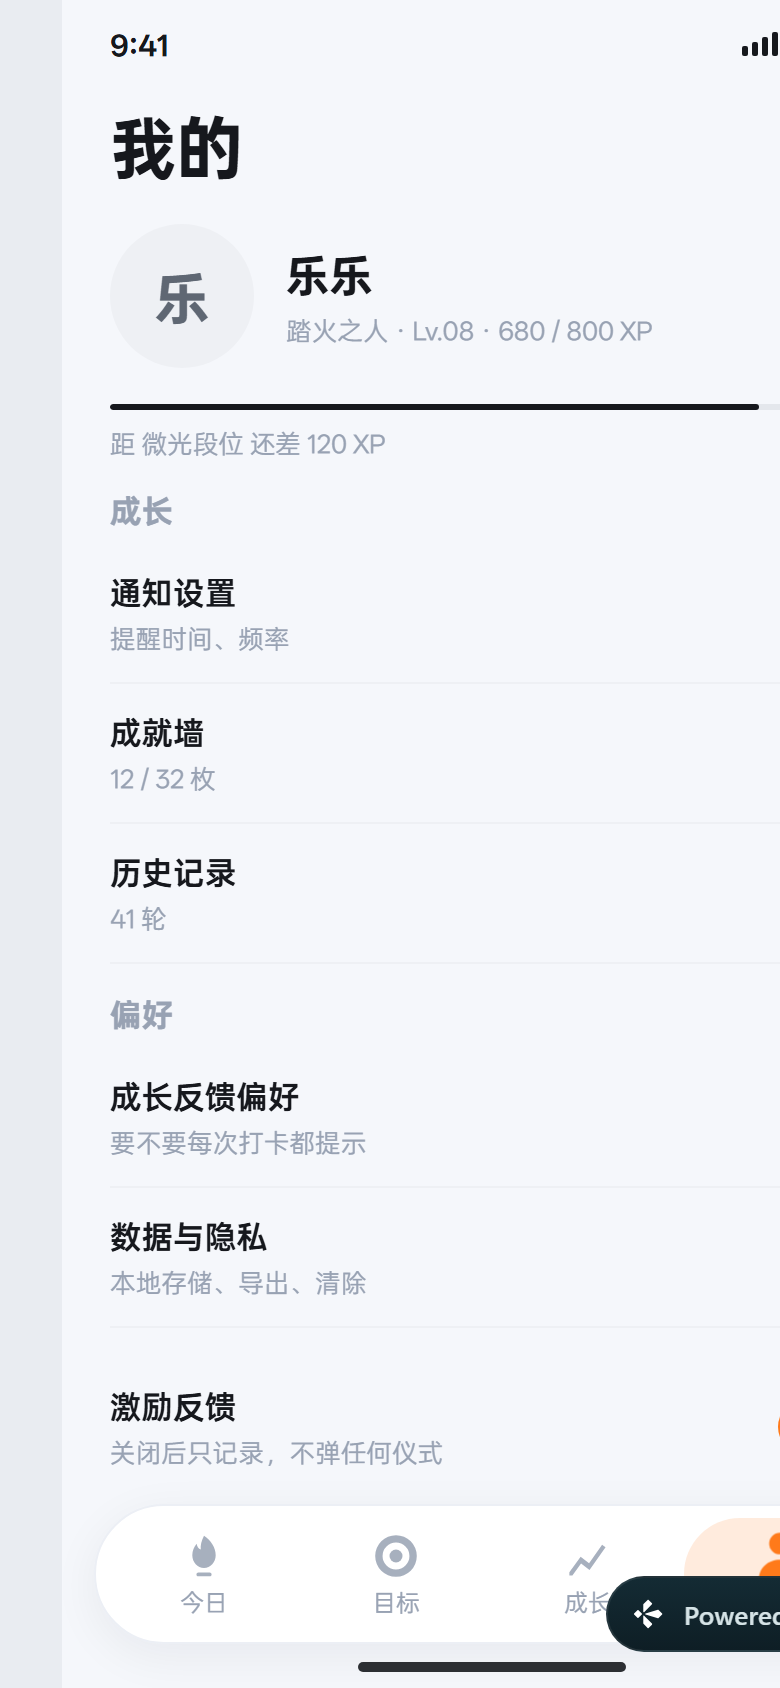 9:41
我的
乐
乐乐
踏火之人 · Lv.08 · 680 / 800 XP
距 微光段位 还差 120 XP
成长
通知设置
提醒时间、频率
成就墙
12 / 32 枚
历史记录
41 轮
偏好
成长反馈偏好
要不要每次打卡都提示
数据与隐私
本地存储、导出、清除
激励反馈
关闭后只记录，不弹任何仪式
今日
目标
成长
Powered